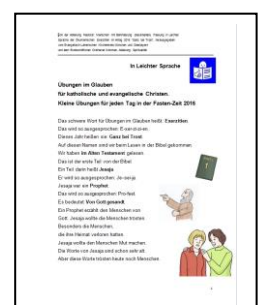 In Leichter Sprache
Übungen im Glauben
für katholische und evangelische Christen.
Kleine Übungen für jeden Tag in der Fasten-Zeit 2016
Das schwere Wort für Übungen im Glauben heißt: Exerzitien.
Das wird so ausgesprochen: E-xer-zi-zi-en.
Dieses Jahr heißen sie: Ganz bei Trost
Auf diesen Namen sind wir beim Lesen in der Bibel gekommen.
Wir haben im Alten Testament gelesen.
Das ist der erste Teil von der Bibel.
Ein Teil darin heißt Jesaja.
Er wird so ausgesprochen: Je-sei-ja.
Jesaja war ein Prophet.
Das wird so ausgesprochen: Pro-feet.
Es bedeutet: Von Gott gesandt.
Ein Prophet erzählt den Menschen von
Gott. Jesaja wollte die Menschen trösten.
Besonders die Menschen,
die ihre Heimat verloren hatten.
Jesaja wollte den Menschen Mut machen.
Die Worte von Jesaja sind schon sehr alt.
Aber diese Worte trösten heute noch Menschen.